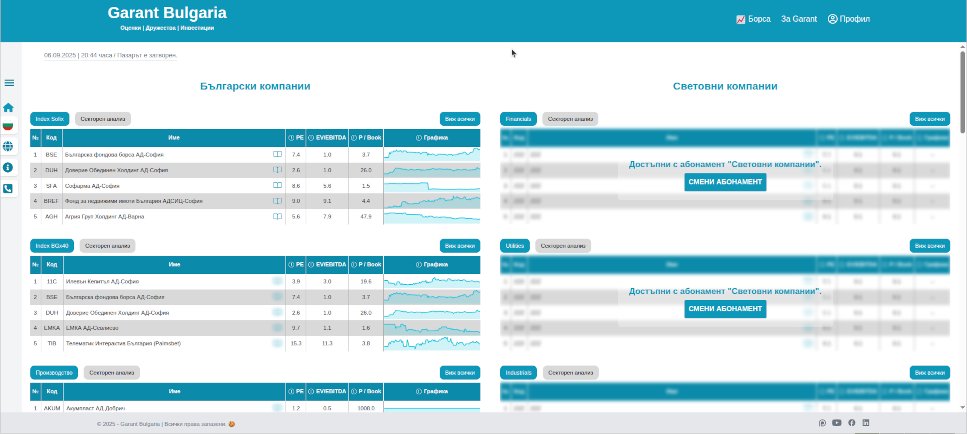 Garant Bulgaria
Оценки | Дружества | Инвестиции
Борса
За Garant
Профил
06.09.2025 | 20:44 часа / Пазарът е затворен.
Български компании
Световни компании
Index Sofix Секторен анализ Виж всички
Financials Секторен анализ Виж всички
№ Код Име PE EV/EBITDA P / Book Графика
1 BSE Българска фондова борса АД-София 7.4 1.0 3.7
2 DUH Доверие Обединен Холдинг АД-София 2.6 1.0 26.0
3 SFA Софарма АД-София 8.6 5.6 1.5
4 BREF Фонд за недвижими имоти България АДСИЦ-София 9.0 9.1 4.4
5 AGH Агрия Груп Холдинг АД-Варна 5.6 7.9 47.9
Достъпни с абонамент "Световни компании".
СМЕНИ АБОНАМЕНТ
Index BGx40 Секторен анализ Виж всички
Utilities Секторен анализ Виж всички
№ Код Име PE EV/EBITDA P / Book Графика
1 11C Илевън Кепитъл АД-София 3.9 3.0 19.6
2 BSE Българска фондова борса АД-София 7.4 1.0 3.7
3 DUH Доверие Обединен Холдинг АД-София 2.6 1.0 26.0
4 EMKA ЕМКА АД-Севлиево 9.7 1.1 1.6
5 TIB Телематик Интерактив България (Palmsbet) 15.3 11.3 3.8
Достъпни с абонамент "Световни компании".
СМЕНИ АБОНАМЕНТ
Производство Секторен анализ Виж всички
Industrials Секторен анализ Виж всички
№ Код Име PE EV/EBITDA P / Book Графика
1 AKUM Акумпласт АД-Добрич 1.2 0.5 1008.0
© 2025 - Garant Bulgaria | Всички права запазени.